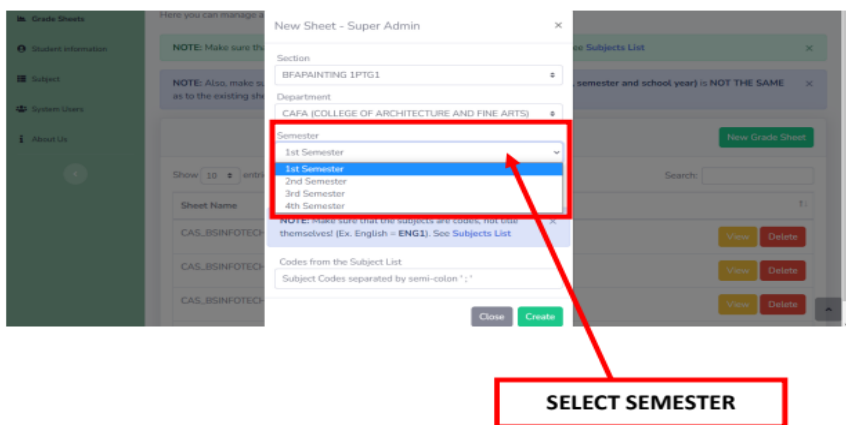 Grade Sheets
Here you can manage
New Sheet - Super Admin
×
Student Information
NOTE: Make sure
See Subjects List
×
Section
BFAPAINTING 1PTG1
Subject
NOTE: Also, make
semester and school year) is NOT THE SAME
×
as to the existing
Department
System Users
CAFA (COLLEGE OF ARCHITECTURE AND FINE ARTS)
About Us
Semester
New Grade Sheet
1st Semester
1st Semester
Show 10
Search:
2nd Semester
3rd Semester
4th Semester
Sheet Name
NOTE: Make sure that the subjects are codes, not title
×
themselves! (Ex. English = ENG1). See Subjects List
CAS_BSINFOTECH
View Delete
Codes from the Subject List
CAS_BSINFOTECH
View Delete
Subject Codes separated by semi-colon ' ; '
CAS_BSINFOTECH
View Delete
Close Create
SELECT SEMESTER